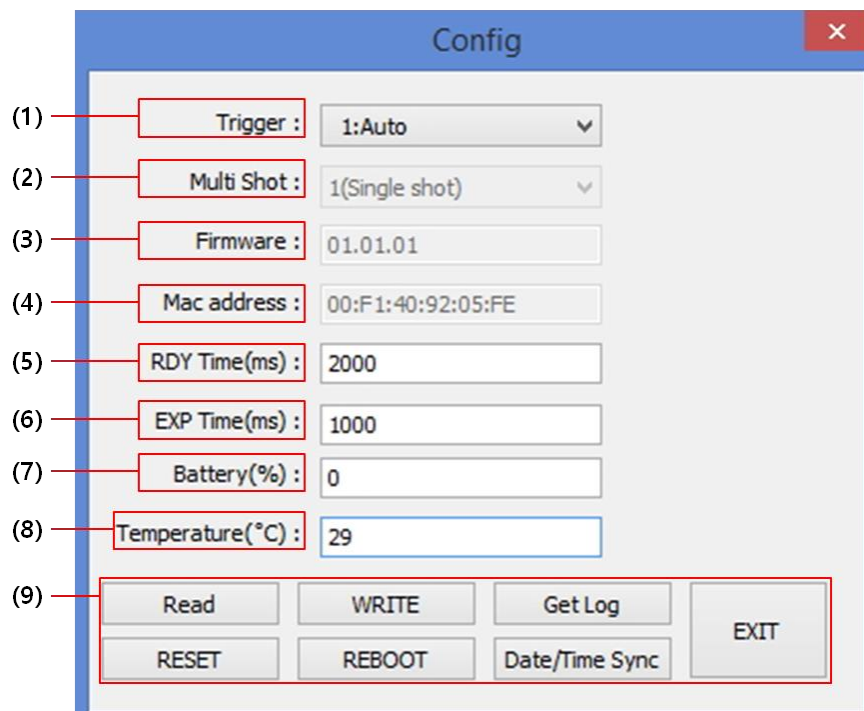 Config
(1) Trigger : 1:Auto
(2) Multi Shot : 1(Single shot)
(3) Firmware : 01.01.01
(4) Mac address : 00:F1:40:92:05:FE
(5) RDY Time(ms) : 2000
(6) EXP Time(ms) : 1000
(7) Battery(%) : 0
(8) Temperature(°C) : 29
(9) Read WRITE Get Log EXIT
RESET REBOOT Date/Time Sync